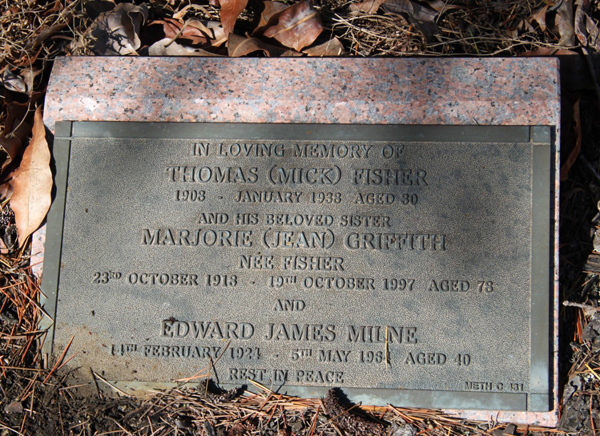 IN LOVING MEMORY OF
THOMAS (MICK) FISHER
1908 - JANUARY 1938 AGED 30
AND HIS BELOVED SISTER
MARJORIE (JEAN) GRIFFITH
NÉE FISHER
23RD OCTOBER 1918 - 19TH OCTOBER 1997 AGED 78
AND
EDWARD JAMES MILNE
14TH FEBRUARY 1924 - 5TH MAY 1964 AGED 40
REST IN PEACE
METH C 131